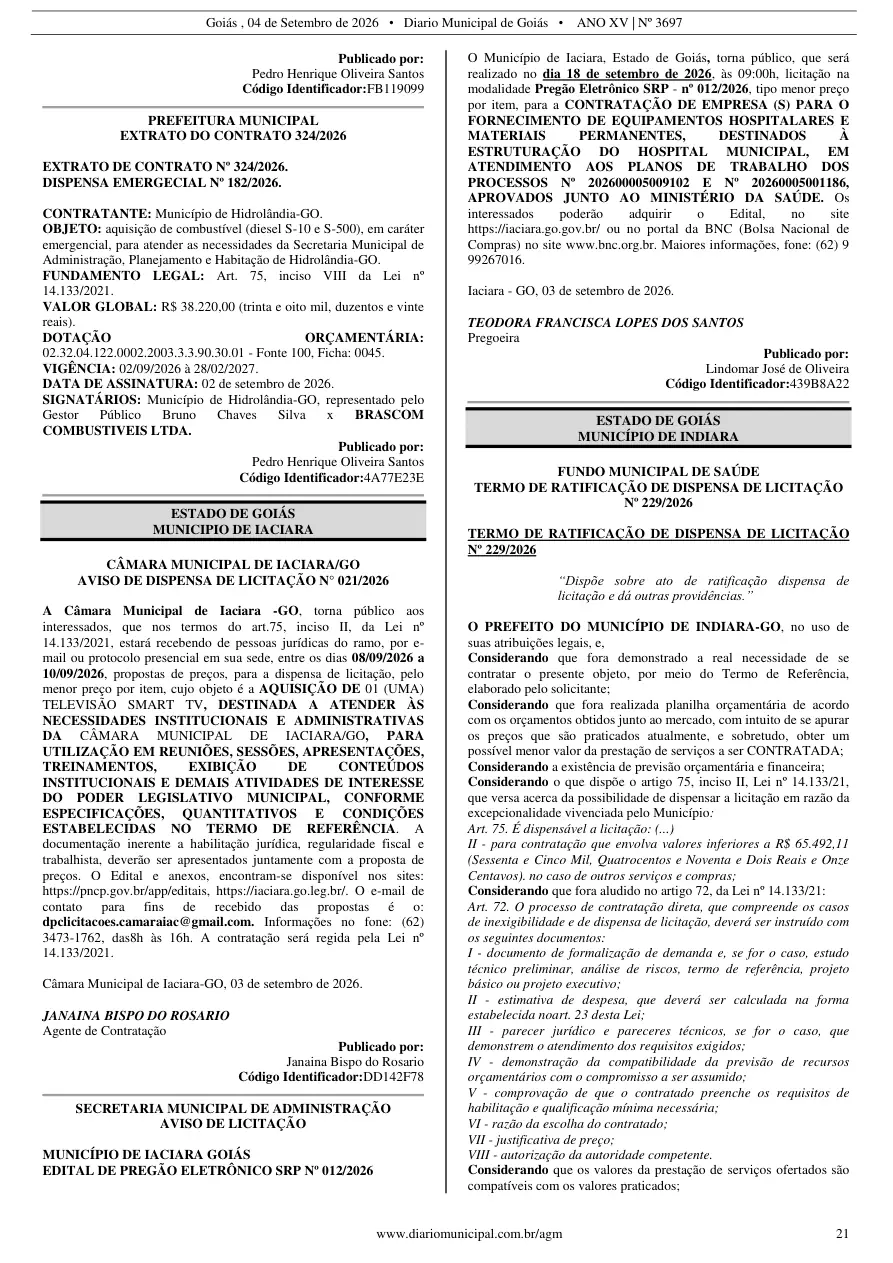 Goiás , 04 de Setembro de 2026 • Diario Municipal de Goiás • ANO XV | Nº 3697
Publicado por:
Pedro Henrique Oliveira Santos
Código Identificador:FB119099
PREFEITURA MUNICIPAL
EXTRATO DO CONTRATO 324/2026
EXTRATO DE CONTRATO Nº 324/2026.
DISPENSA EMERGECIAL Nº 182/2026.
CONTRATANTE: Município de Hidrolândia-GO.
OBJETO: aquisição de combustível (diesel S-10 e S-500), em caráter
emergencial, para atender as necessidades da Secretaria Municipal de
Administração, Planejamento e Habitação de Hidrolândia-GO.
FUNDAMENTO LEGAL: Art. 75, inciso VIII da Lei nº
14.133/2021.
VALOR GLOBAL: R$ 38.220,00 (trinta e oito mil, duzentos e vinte
reais).
DOTAÇÃO ORÇAMENTÁRIA:
02.32.04.122.0002.2003.3.3.90.30.01 - Fonte 100, Ficha: 0045.
VIGÊNCIA: 02/09/2026 à 28/02/2027.
DATA DE ASSINATURA: 02 de setembro de 2026.
SIGNATÁRIOS: Município de Hidrolândia-GO, representado pelo
Gestor Público Bruno Chaves Silva x BRASCOM
COMBUSTIVEIS LTDA.
Publicado por:
Pedro Henrique Oliveira Santos
Código Identificador:4A77E23E
ESTADO DE GOIÁS
MUNICIPIO DE IACIARA
CÂMARA MUNICIPAL DE IACIARA/GO
AVISO DE DISPENSA DE LICITAÇÃO N° 021/2026
A Câmara Municipal de Iaciara -GO, torna público aos
interessados, que nos termos do art.75, inciso II, da Lei nº
14.133/2021, estará recebendo de pessoas jurídicas do ramo, por e-
mail ou protocolo presencial em sua sede, entre os dias 08/09/2026 a
10/09/2026, propostas de preços, para a dispensa de licitação, pelo
menor preço por item, cujo objeto é a AQUISIÇÃO DE 01 (UMA)
TELEVISÃO SMART TV, DESTINADA A ATENDER ÀS
NECESSIDADES INSTITUCIONAIS E ADMINISTRATIVAS
DA CÂMARA MUNICIPAL DE IACIARA/GO, PARA
UTILIZAÇÃO EM REUNIÕES, SESSÕES, APRESENTAÇÕES,
TREINAMENTOS, EXIBIÇÃO DE CONTEÚDOS
INSTITUCIONAIS E DEMAIS ATIVIDADES DE INTERESSE
DO PODER LEGISLATIVO MUNICIPAL, CONFORME
ESPECIFICAÇÕES, QUANTITATIVOS E CONDIÇÕES
ESTABELECIDAS NO TERMO DE REFERÊNCIA. A
documentação inerente a habilitação jurídica, regularidade fiscal e
trabalhista, deverão ser apresentados juntamente com a proposta de
preços. O Edital e anexos, encontram-se disponível nos sites:
https://pncp.gov.br/app/editais, https://iaciara.go.leg.br/. O e-mail de
contato para fins de recebido das propostas é o:
dpclicitacoes.camaraiac@gmail.com. Informações no fone: (62)
3473-1762, das8h às 16h. A contratação será regida pela Lei nº
14.133/2021.
Câmara Municipal de Iaciara-GO, 03 de setembro de 2026.
JANAINA BISPO DO ROSARIO
Agente de Contratação
Publicado por:
Janaina Bispo do Rosario
Código Identificador:DD142F78
SECRETARIA MUNICIPAL DE ADMINISTRAÇÃO
AVISO DE LICITAÇÃO
MUNICÍPIO DE IACIARA GOIÁS
EDITAL DE PREGÃO ELETRÔNICO SRP Nº 012/2026
O Município de Iaciara, Estado de Goiás, torna público, que será
realizado no dia 18 de setembro de 2026, às 09:00h, licitação na
modalidade Pregão Eletrônico SRP - nº 012/2026, tipo menor preço
por item, para a CONTRATAÇÃO DE EMPRESA (S) PARA O
FORNECIMENTO DE EQUIPAMENTOS HOSPITALARES E
MATERIAIS PERMANENTES, DESTINADOS À
ESTRUTURAÇÃO DO HOSPITAL MUNICIPAL, EM
ATENDIMENTO AOS PLANOS DE TRABALHO DOS
PROCESSOS Nº 202600005009102 E Nº 20260005001186,
APROVADOS JUNTO AO MINISTÉRIO DA SAÚDE. Os
interessados poderão adquirir o Edital, no site
https://iaciara.go.gov.br/ ou no portal da BNC (Bolsa Nacional de
Compras) no site www.bnc.org.br. Maiores informações, fone: (62) 9
99267016.
Iaciara - GO, 03 de setembro de 2026.
TEODORA FRANCISCA LOPES DOS SANTOS
Pregoeira
Publicado por:
Lindomar José de Oliveira
Código Identificador:439B8A22
ESTADO DE GOIÁS
MUNICÍPIO DE INDIARA
FUNDO MUNICIPAL DE SAÚDE
TERMO DE RATIFICAÇÃO DE DISPENSA DE LICITAÇÃO
Nº 229/2026
TERMO DE RATIFICAÇÃO DE DISPENSA DE LICITAÇÃO
Nº 229/2026
“Dispõe sobre ato de ratificação dispensa de
licitação e dá outras providências.”
O PREFEITO DO MUNICÍPIO DE INDIARA-GO, no uso de
suas atribuições legais, e,
Considerando que fora demonstrado a real necessidade de se
contratar o presente objeto, por meio do Termo de Referência,
elaborado pelo solicitante;
Considerando que fora realizada planilha orçamentária de acordo
com os orçamentos obtidos junto ao mercado, com intuito de se apurar
os preços que são praticados atualmente, e sobretudo, obter um
possível menor valor da prestação de serviços a ser CONTRATADA;
Considerando a existência de previsão orçamentária e financeira;
Considerando o que dispõe o artigo 75, inciso II, Lei nº 14.133/21,
que versa acerca da possibilidade de dispensar a licitação em razão da
excepcionalidade vivenciada pelo Município:
Art. 75. É dispensável a licitação: (...)
II - para contratação que envolva valores inferiores a R$ 65.492,11
(Sessenta e Cinco Mil, Quatrocentos e Noventa e Dois Reais e Onze
Centavos). no caso de outros serviços e compras;
Considerando que fora aludido no artigo 72, da Lei nº 14.133/21:
Art. 72. O processo de contratação direta, que compreende os casos
de inexigibilidade e de dispensa de licitação, deverá ser instruído com
os seguintes documentos:
I - documento de formalização de demanda e, se for o caso, estudo
técnico preliminar, análise de riscos, termo de referência, projeto
básico ou projeto executivo;
II - estimativa de despesa, que deverá ser calculada na forma
estabelecida noart. 23 desta Lei;
III - parecer jurídico e pareceres técnicos, se for o caso, que
demonstrem o atendimento dos requisitos exigidos;
IV - demonstração da compatibilidade da previsão de recursos
orçamentários com o compromisso a ser assumido;
V - comprovação de que o contratado preenche os requisitos de
habilitação e qualificação mínima necessária;
VI - razão da escolha do contratado;
VII - justificativa de preço;
VIII - autorização da autoridade competente.
Considerando que os valores da prestação de serviços ofertados são
compatíveis com os valores praticados;
www.diariomunicipal.com.br/agm 21